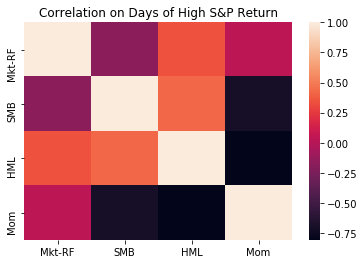 Correlation on Days of High S&P Return
Mkt-RF
SMB
HML
Mom
Mkt-RF SMB HML Mom
1.00
0.75
0.50
0.25
0.00
-0.25
-0.50
-0.75